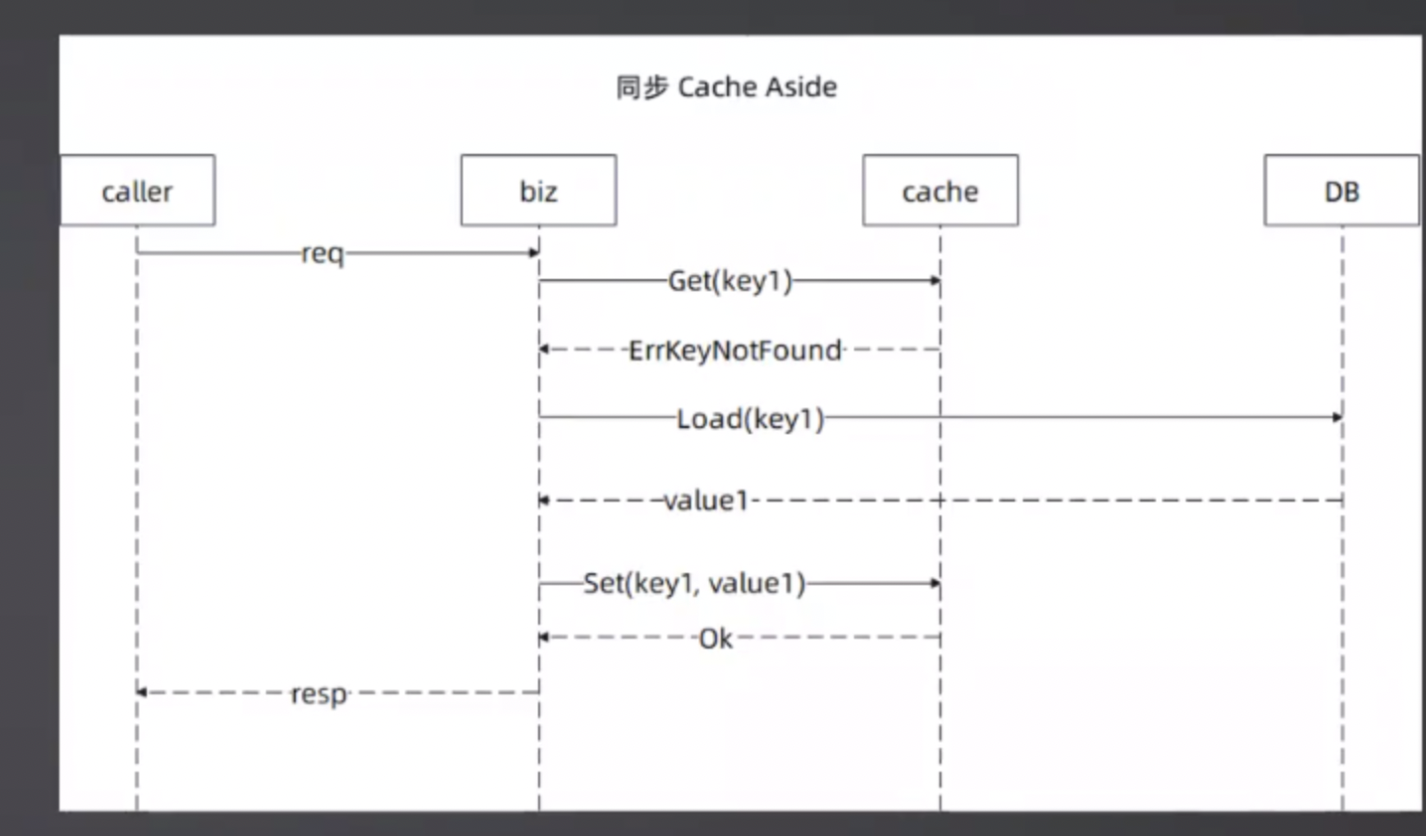 同步 Cache Aside
caller
biz
cache
DB
req
Get(key1)
ErrKeyNotFound
Load(key1)
value1
Set(key1, value1)
Ok
resp